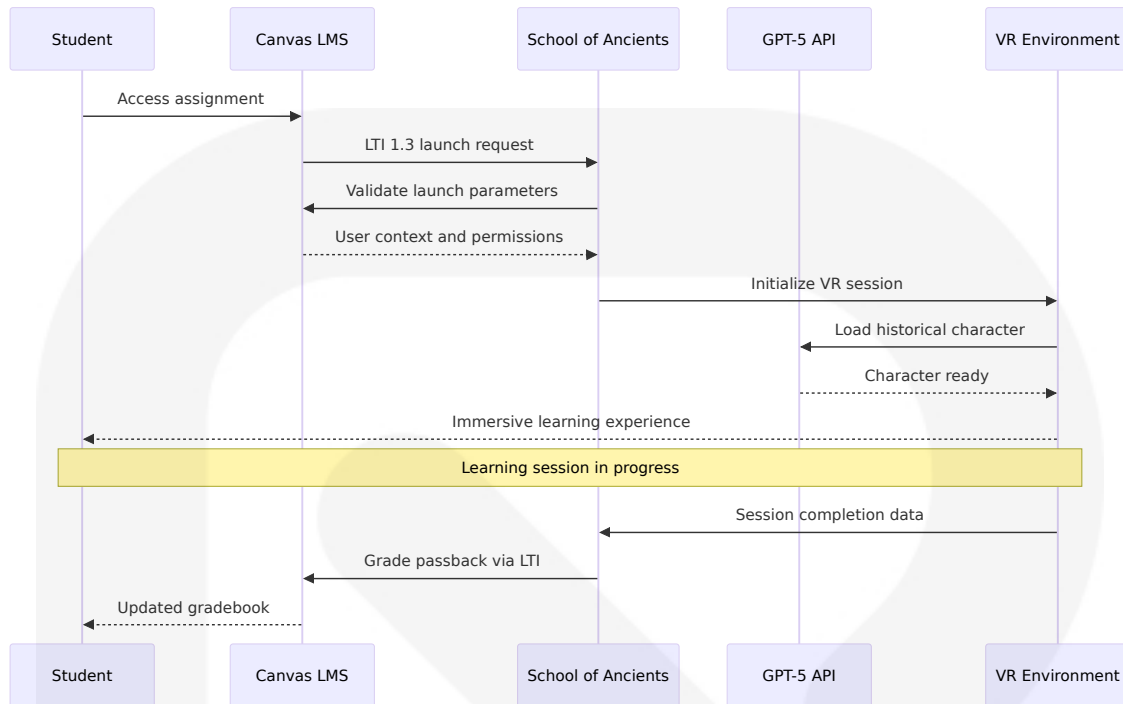 Student
Canvas LMS
School of Ancients
GPT-5 API
VR Environment
Access assignment
LTI 1.3 launch request
Validate launch parameters
User context and permissions
Initialize VR session
Load historical character
Character ready
Immersive learning experience
Learning session in progress
Session completion data
Grade passback via LTI
Updated gradebook
Student
Canvas LMS
School of Ancients
GPT-5 API
VR Environment